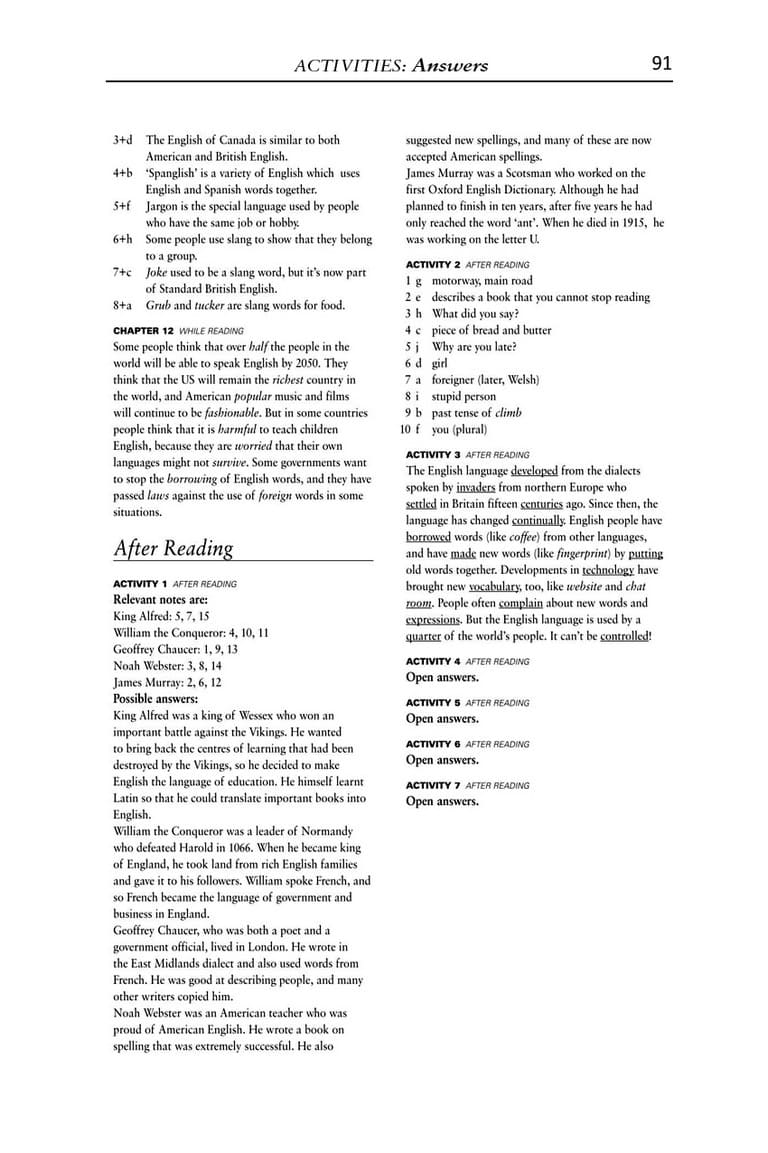 ACTIVITIES: Answers
91
3+d The English of Canada is similar to both
American and British English.
4+b ‘Spanglish’ is a variety of English which uses
English and Spanish words together.
5+f Jargon is the special language used by people
who have the same job or hobby.
6+h Some people use slang to show that they belong
to a group.
7+c Joke used to be a slang word, but it’s now part
of Standard British English.
8+a Grub and tucker are slang words for food.
CHAPTER 12 WHILE READING
Some people think that over half the people in the
world will be able to speak English by 2050. They
think that the US will remain the richest country in
the world, and American popular music and films
will continue to be fashionable. But in some countries
people think that it is harmful to teach children
English, because they are worried that their own
languages might not survive. Some governments want
to stop the borrowing of English words, and they have
passed laws against the use of foreign words in some
situations.
After Reading
ACTIVITY 1 AFTER READING
Relevant notes are:
King Alfred: 5, 7, 15
William the Conqueror: 4, 10, 11
Geoffrey Chaucer: 1, 9, 13
Noah Webster: 3, 8, 14
James Murray: 2, 6, 12
Possible answers:
King Alfred was a king of Wessex who won an
important battle against the Vikings. He wanted
to bring back the centres of learning that had been
destroyed by the Vikings, so he decided to make
English the language of education. He himself learnt
Latin so that he could translate important books into
English.
William the Conqueror was a leader of Normandy
who defeated Harold in 1066. When he became king
of England, he took land from rich English families
and gave it to his followers. William spoke French, and
so French became the language of government and
business in England.
Geoffrey Chaucer, who was both a poet and a
government official, lived in London. He wrote in
the East Midlands dialect and also used words from
French. He was good at describing people, and many
other writers copied him.
Noah Webster was an American teacher who was
proud of American English. He wrote a book on
spelling that was extremely successful. He also
suggested new spellings, and many of these are now
accepted American spellings.
James Murray was a Scotsman who worked on the
first Oxford English Dictionary. Although he had
planned to finish in ten years, after five years he had
only reached the word ‘ant’. When he died in 1915, he
was working on the letter U.
ACTIVITY 2 AFTER READING
1 g motorway, main road
2 e describes a book that you cannot stop reading
3 h What did you say?
4 c piece of bread and butter
5 j Why are you late?
6 d girl
7 a foreigner (later, Welsh)
8 i stupid person
9 b past tense of climb
10 f you (plural)
ACTIVITY 3 AFTER READING
The English language developed from the dialects
spoken by invaders from northern Europe who
settled in Britain fifteen centuries ago. Since then, the
language has changed continually. English people have
borrowed words (like coffee) from other languages,
and have made new words (like fingerprint) by putting
old words together. Developments in technology have
brought new vocabulary, too, like website and chat
room. People often complain about new words and
expressions. But the English language is used by a
quarter of the world’s people. It can’t be controlled!
ACTIVITY 4 AFTER READING
Open answers.
ACTIVITY 5 AFTER READING
Open answers.
ACTIVITY 6 AFTER READING
Open answers.
ACTIVITY 7 AFTER READING
Open answers.